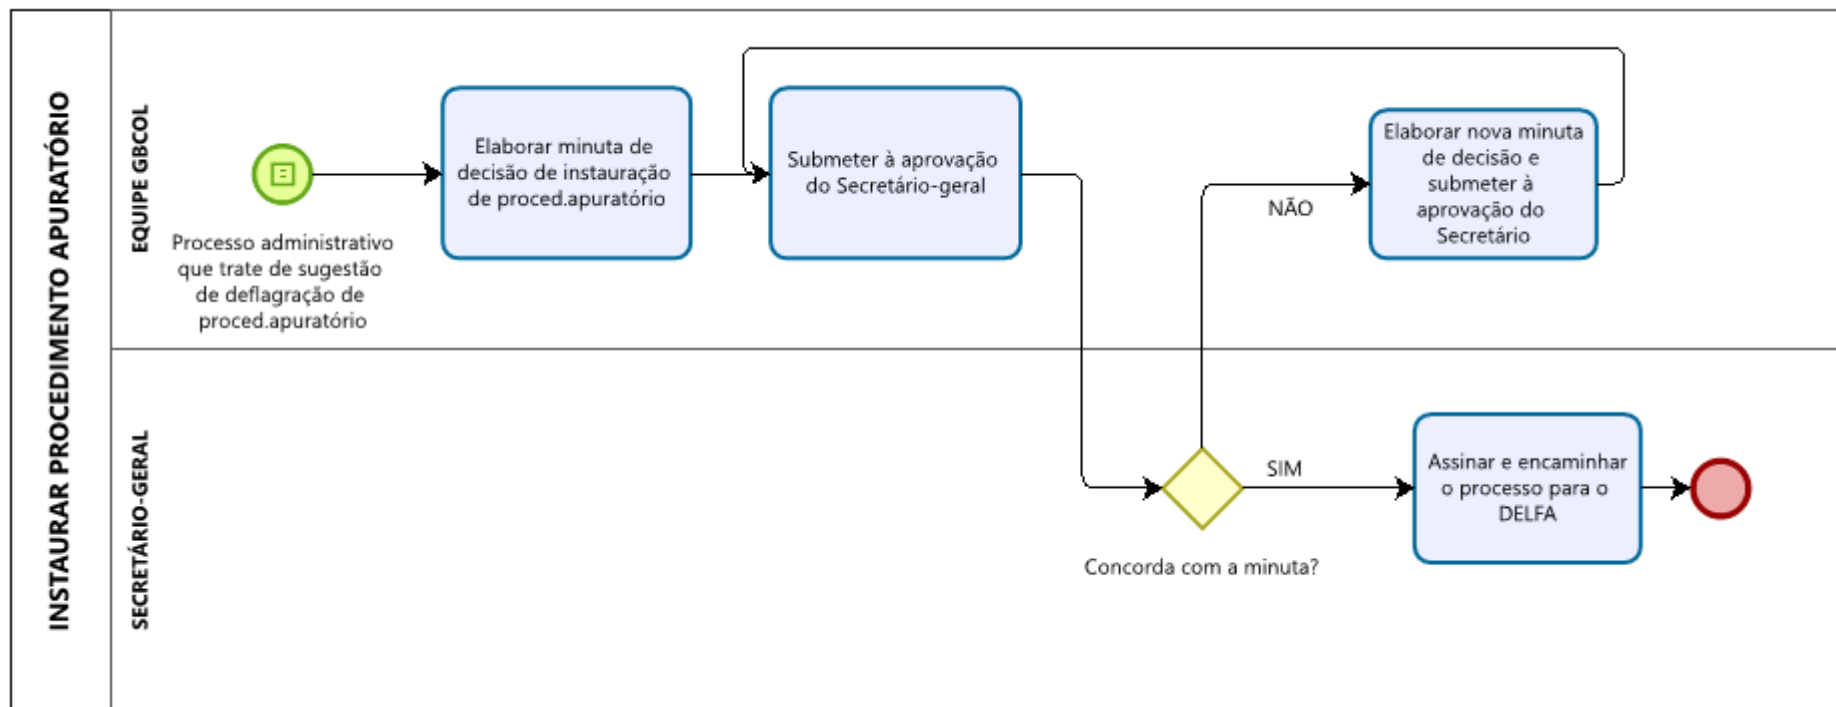 INSTAURAR PROCEDIMENTO APURATÓRIO
EQUIPE GBCOL
Processo administrativo
que trate de sugestão
de deflagração de
proced.apuratório
Elaborar minuta de
decisão de instauração
de proced.apuratório
Submeter à aprovação
do Secretário-geral
NÃO
Elaborar nova minuta
de decisão e
submeter à
aprovação do
Secretário
SECRETÁRIO-GERAL
Concorda com a minuta?
SIM
Assinar e encaminhar
o processo para o
DELFA